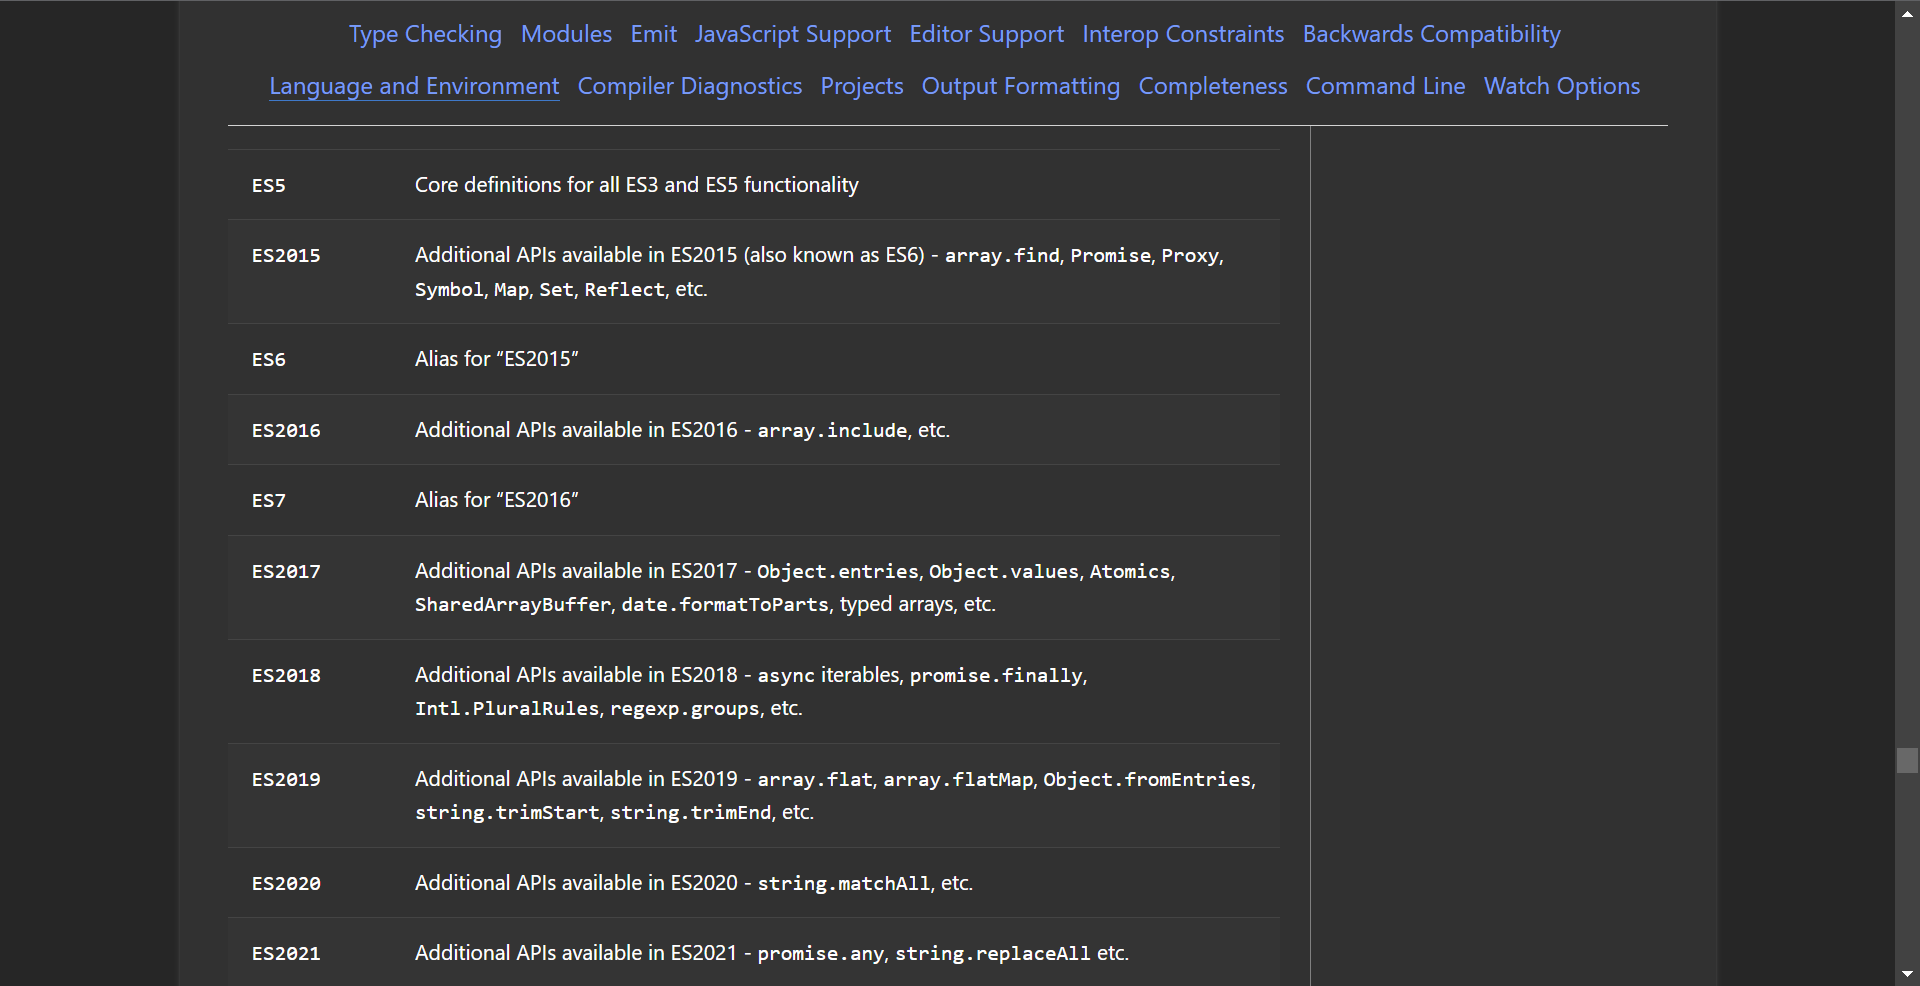 Type Checking Modules Emit JavaScript Support Editor Support Interop Constraints Backwards Compatibility
Language and Environment Compiler Diagnostics Projects Output Formatting Completeness Command Line Watch Options
ES5 Core definitions for all ES3 and ES5 functionality
ES2015 Additional APIs available in ES2015 (also known as ES6) - array.find, Promise, Proxy,
Symbol, Map, Set, Reflect, etc.
ES6 Alias for “ES2015”
ES2016 Additional APIs available in ES2016 - array.include, etc.
ES7 Alias for “ES2016”
ES2017 Additional APIs available in ES2017 - Object.entries, Object.values, Atomics,
SharedArrayBuffer, date.formatToParts, typed arrays, etc.
ES2018 Additional APIs available in ES2018 - async iterables, promise.finally,
Intl.PluralRules, regexp.groups, etc.
ES2019 Additional APIs available in ES2019 - array.flat, array.flatMap, Object.fromEntries,
string.trimStart, string.trimEnd, etc.
ES2020 Additional APIs available in ES2020 - string.matchAll, etc.
ES2021 Additional APIs available in ES2021 - promise.any, string.replaceAll etc.